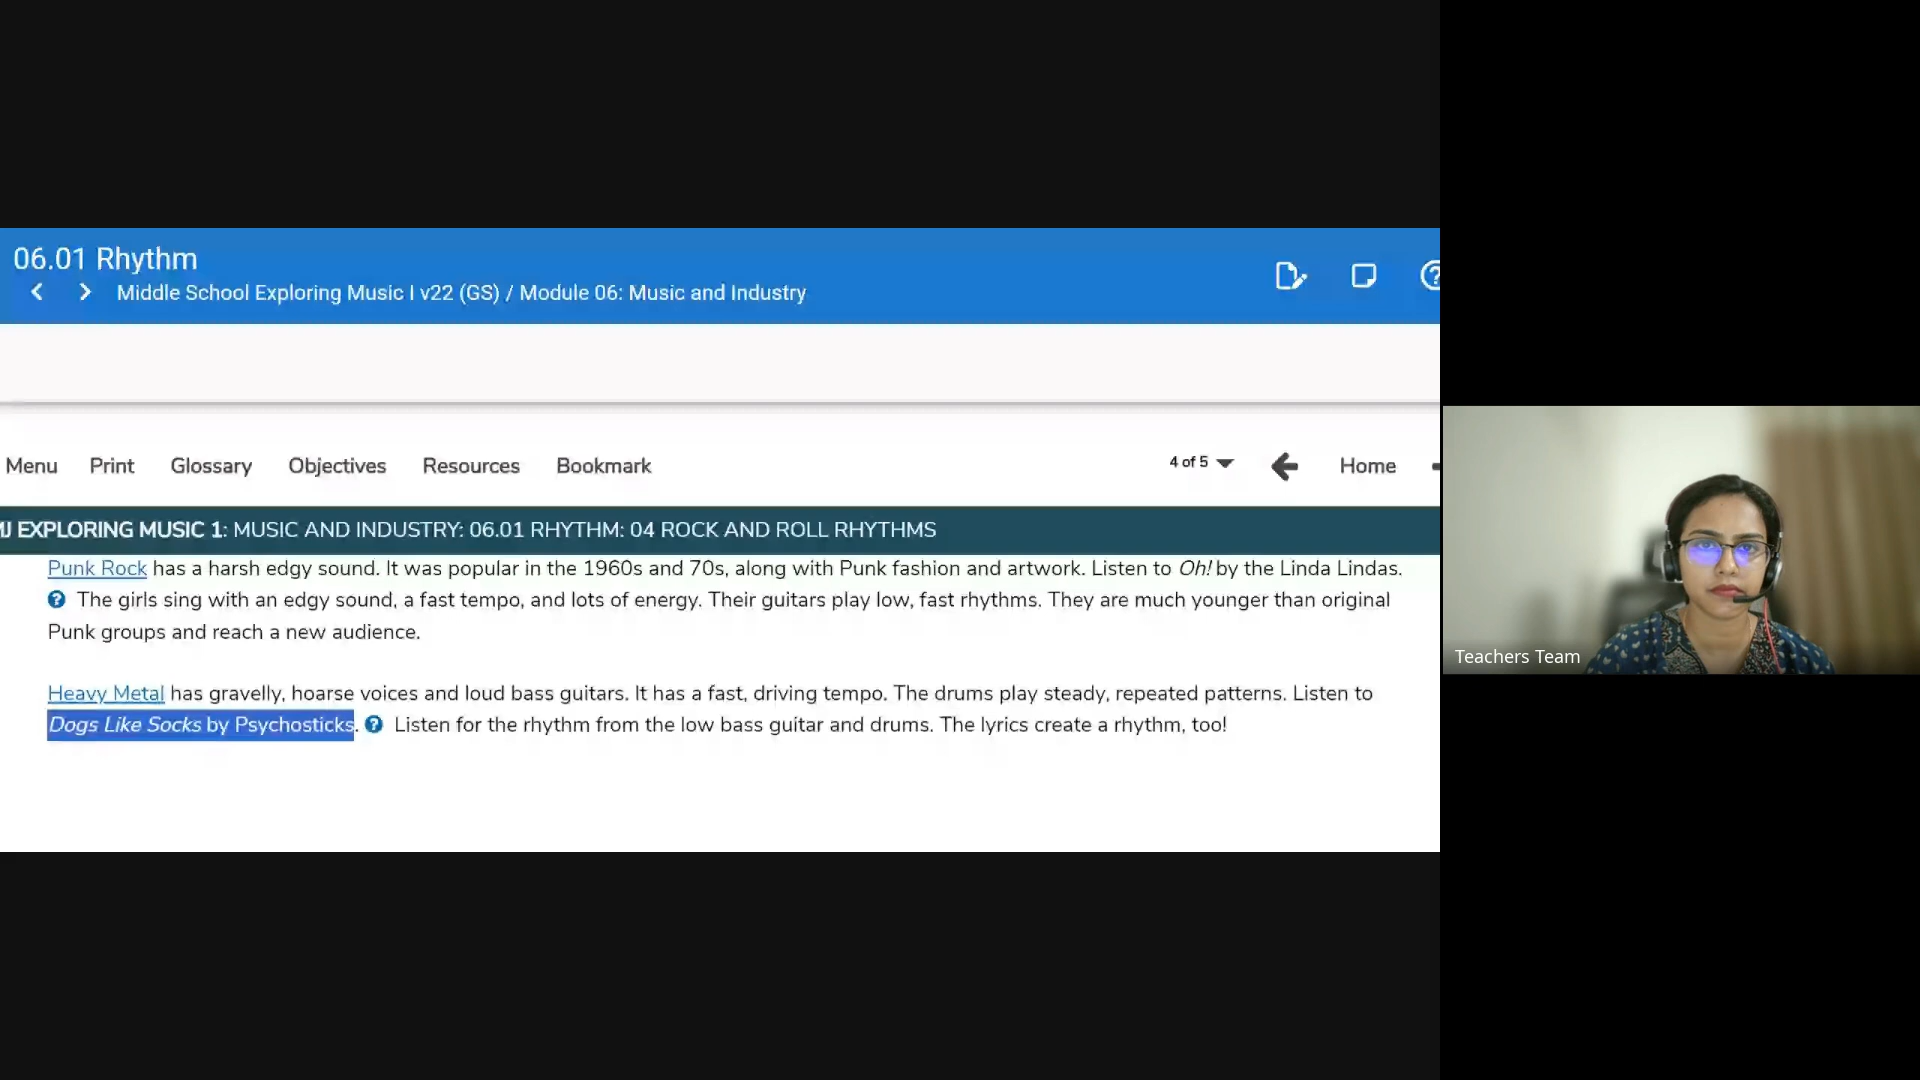 06.01 Rhythm
Middle School Exploring Music I v22 (GS) / Module 06: Music and Industry
Menu Print Glossary Objectives Resources Bookmark 4 of 5 Home
MJ EXPLORING MUSIC 1: MUSIC AND INDUSTRY: 06.01 RHYTHM: 04 ROCK AND ROLL RHYTHMS
Punk Rock has a harsh edgy sound. It was popular in the 1960s and 70s, along with Punk fashion and artwork. Listen to Oh! by the Linda Lindas.
The girls sing with an edgy sound, a fast tempo, and lots of energy. Their guitars play low, fast rhythms. They are much younger than original
Punk groups and reach a new audience.
Heavy Metal has gravelly, hoarse voices and loud bass guitars. It has a fast, driving tempo. The drums play steady, repeated patterns. Listen to
Dogs Like Socks by Psychosticks. Listen for the rhythm from the low bass guitar and drums. The lyrics create a rhythm, too!
Teachers Team